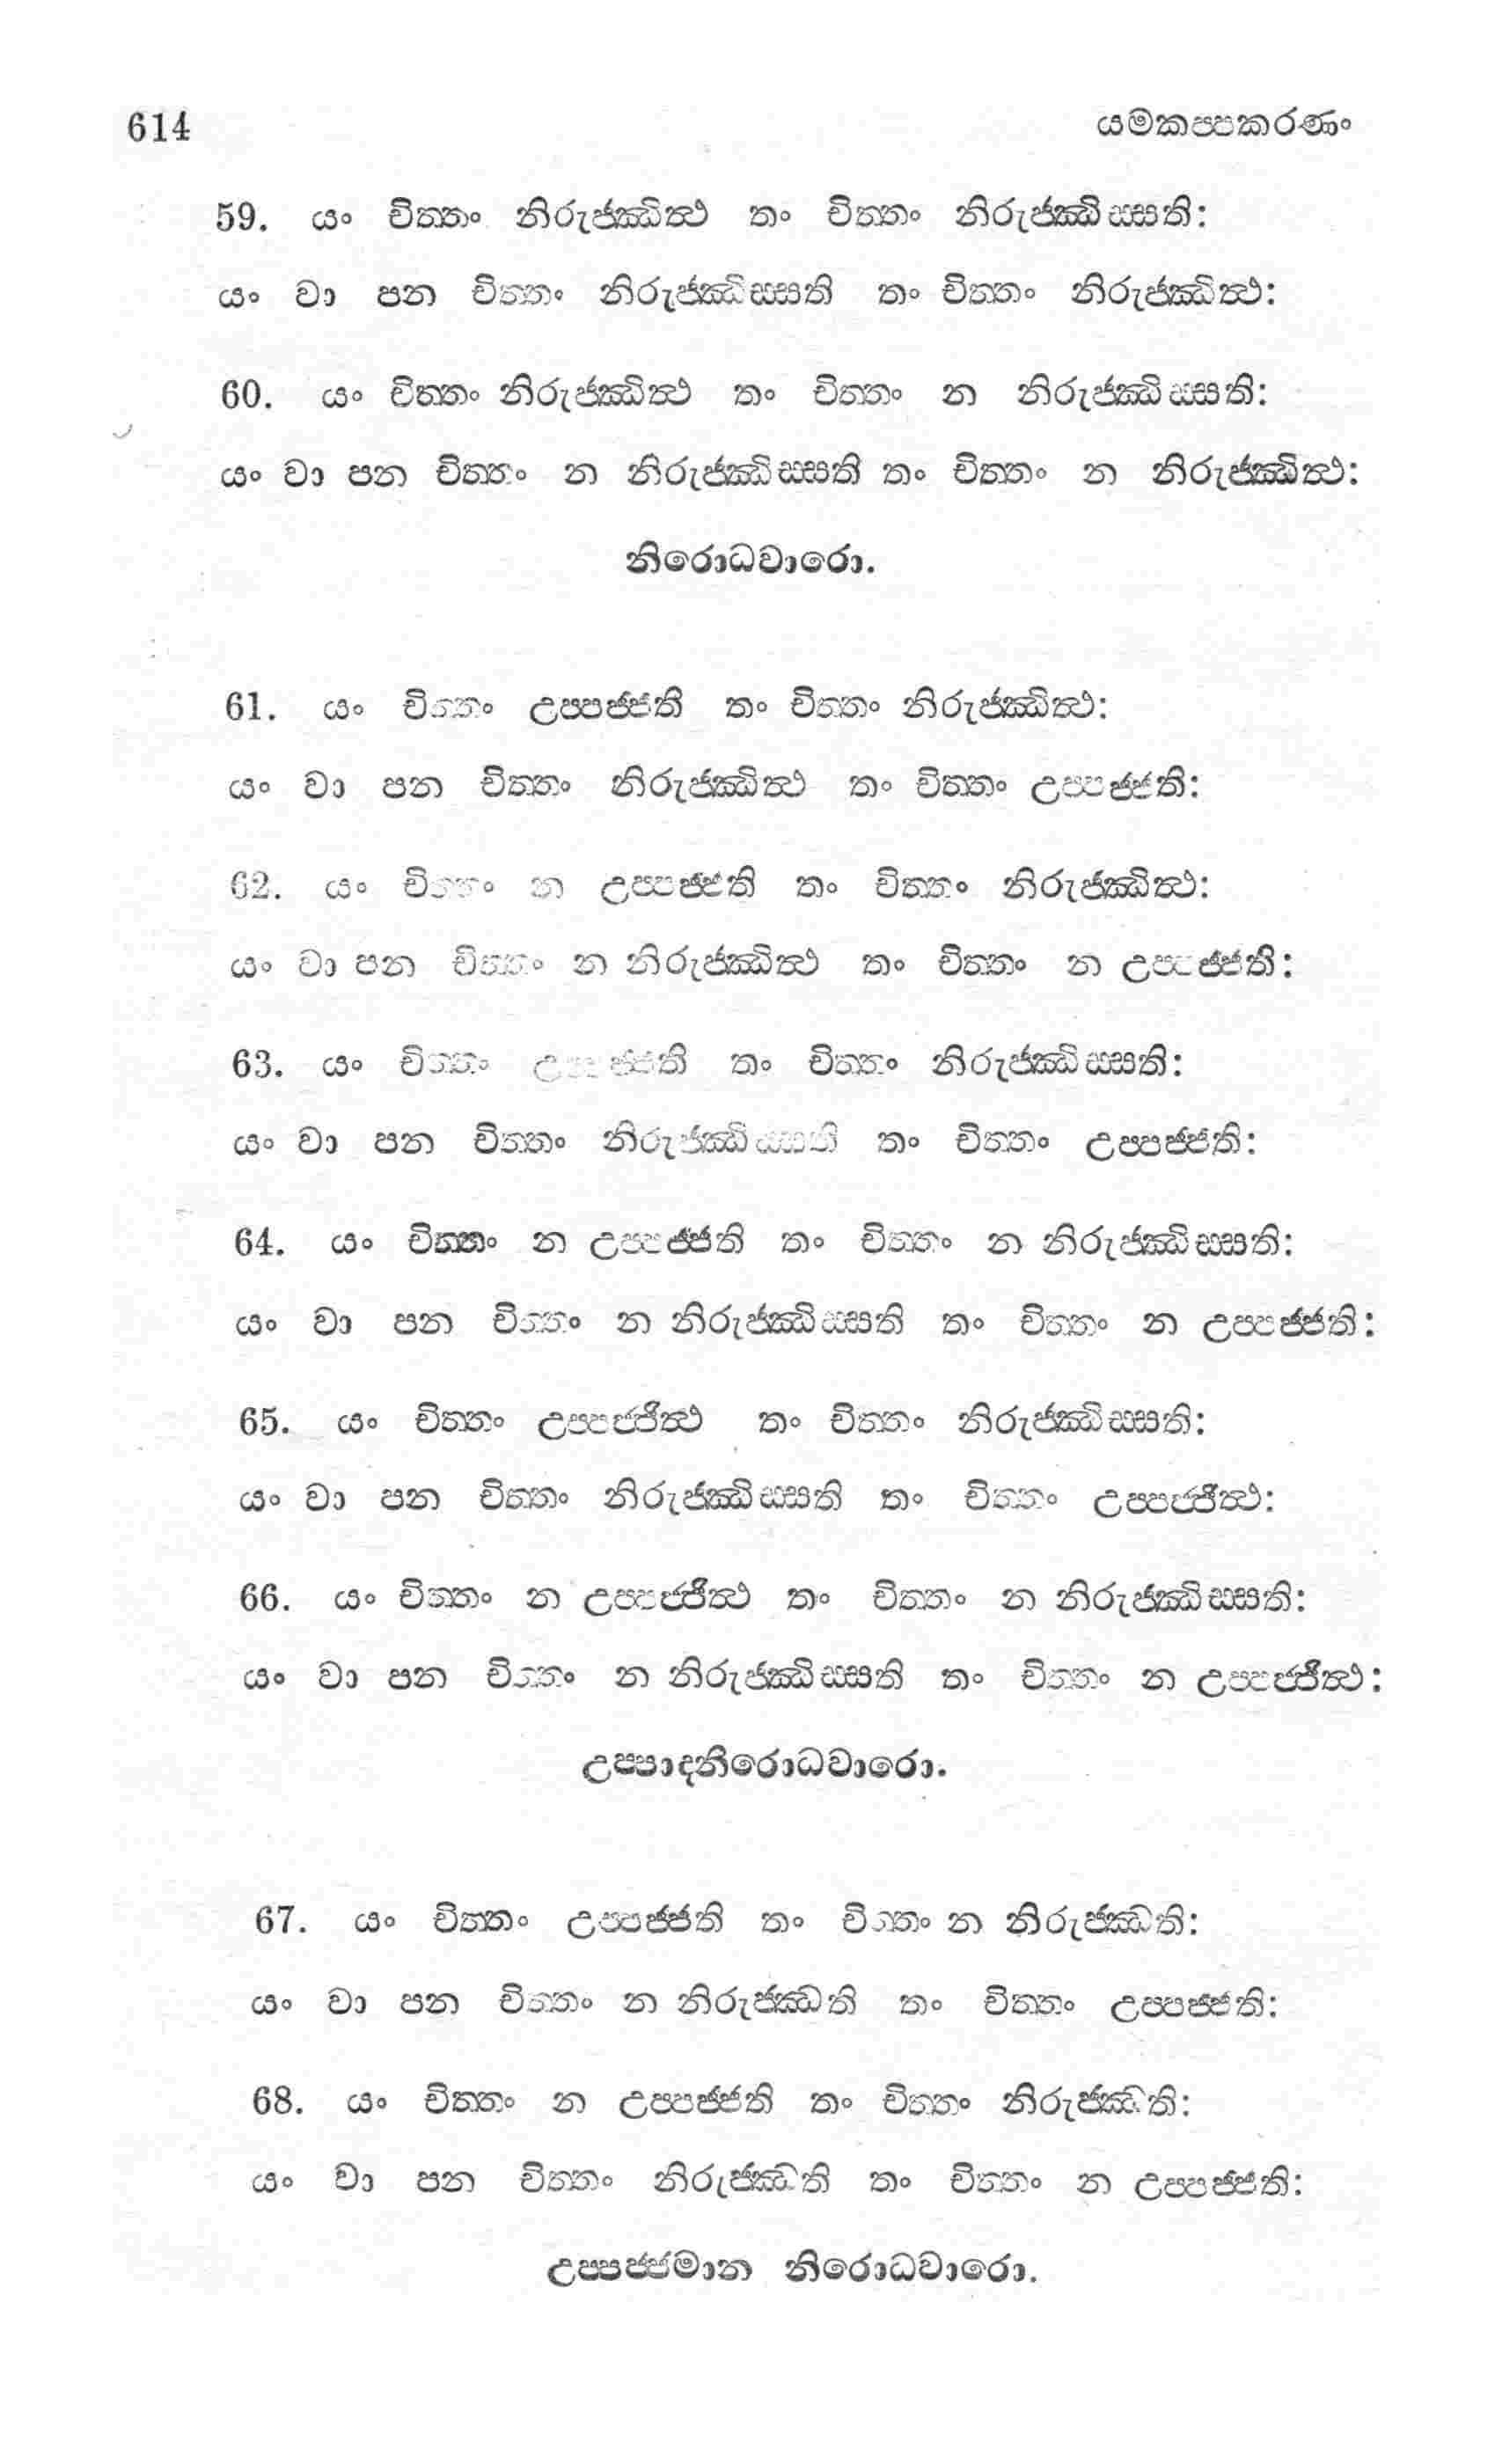 614 යමකප්පකරණං
59. යං චිත්තං නිරුජ්ඣිත්ථ තං චිත්තං නිරුජ්ඣිස්සති:
යං වා පන චිත්තං නිරුජ්ඣිස්සති තං චිත්තං නිරුජ්ඣිත්ථ:
60. යං චිත්තං නිරුජ්ඣිත්ථ තං චිත්තං න නිරුජ්ඣිස්සති:
යං වා පන චිත්තං න නිරුජ්ඣිස්සති තං චිත්තං න නිරුජ්ඣිත්ථ:
නිරොධවාරො.
61. යං චිත්තං උප්පජ්ජති තං චිත්තං නිරුජ්ඣිත්ථ:
යං වා පන චිත්තං නිරුජ්ඣිත්ථ තං චිත්තං උප්පජ්ජති:
62. යං චිත්තං න උප්පජ්ජති තං චිත්තං නිරුජ්ඣිත්ථ:
යං වා පන චිත්තං න නිරුජ්ඣිත්ථ තං චිත්තං න උප්පජ්ජති:
63. යං චිත්තං උප්පජ්ජති තං චිත්තං නිරුජ්ඣිස්සති:
යං වා පන චිත්තං නිරුජ්ඣිස්සති තං චිත්තං උප්පජ්ජති:
64. යං චිත්තං න උප්පජ්ජති තං චිත්තං න නිරුජ්ඣිස්සති:
යං වා පන චිත්තං න නිරුජ්ඣිස්සති තං චිත්තං න උප්පජ්ජති:
65. යං චිත්තං උප්පජ්ජිත්ථ තං චිත්තං නිරුජ්ඣිස්සති:
යං වා පන චිත්තං නිරුජ්ඣිස්සති තං චිත්තං උප්පජ්ජිත්ථ:
66. යං චිත්තං න උප්පජ්ජිත්ථ තං චිත්තං න නිරුජ්ඣිස්සති:
යං වා පන චිත්තං න නිරුජ්ඣිස්සති තං චිත්තං න උප්පජ්ජිත්ථ:
උප්පාදනිරොධවාරො.
67. යං චිත්තං උප්පජ්ජති තං චිත්තං න නිරුජ්ඣති:
යං වා පන චිත්තං න නිරුජ්ඣති තං චිත්තං උප්පජ්ජති:
68. යං චිත්තං න උප්පජ්ජති තං චිත්තං නිරුජ්ඣති:
යං වා පන චිත්තං නිරුජ්ඣති තං චිත්තං න උප්පජ්ජති:
උප්පජ්ජමාන නිරොධවාරො.